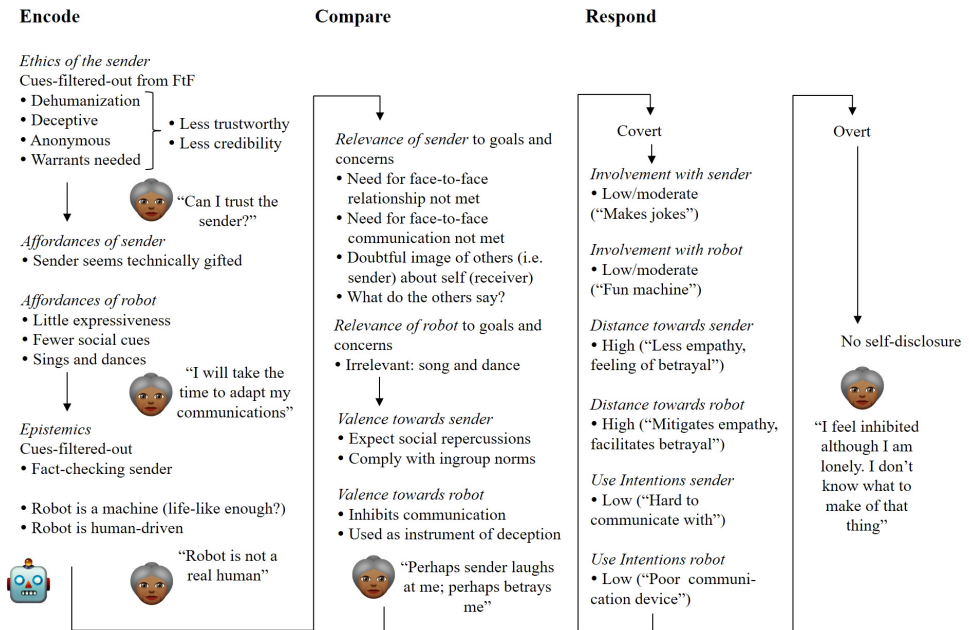 Encode
Ethics of the sender
Cues-filtered-out from FtF
• Dehumanization
• Deceptive
• Anonymous
• Warrants needed
• Less trustworthy
• Less credibility
“Can I trust the
sender?”
Affordances of sender
• Sender seems technically gifted
Affordances of robot
• Little expressiveness
• Fewer social cues
• Sings and dances
“I will take the
time to adapt my
communications”
Epistemics
Cues-filtered-out
• Fact-checking sender
• Robot is a machine (life-like enough?)
• Robot is human-driven
“Robot is not a
real human”
Compare
Relevance of sender to goals and
concerns
• Need for face-to-face
relationship not met
• Need for face-to-face
communication not met
• Doubtful image of others (i.e.
sender) about self (receiver)
• What do the others say?
Relevance of robot to goals and
concerns
• Irrelevant: song and dance
Valence towards sender
• Expect social repercussions
• Comply with ingroup norms
Valence towards robot
• Inhibits communication
• Used as instrument of deception
“Perhaps sender laughs
at me; perhaps betrays
me”
Respond
Covert
Involvement with sender
• Low/moderate
(“Makes jokes”)
Involvement with robot
• Low/moderate
(“Fun machine”)
Distance towards sender
• High (“Less empathy,
feeling of betrayal”)
Distance towards robot
• High (“Mitigates empathy,
facilitates betrayal”)
Use Intentions sender
• Low (“Hard to
communicate with”)
Use Intentions robot
• Low (“Poor communi-
cation device”)
Overt
No self-disclosure
“I feel inhibited
although I am
lonely. I don’t
know what to
make of that
thing”